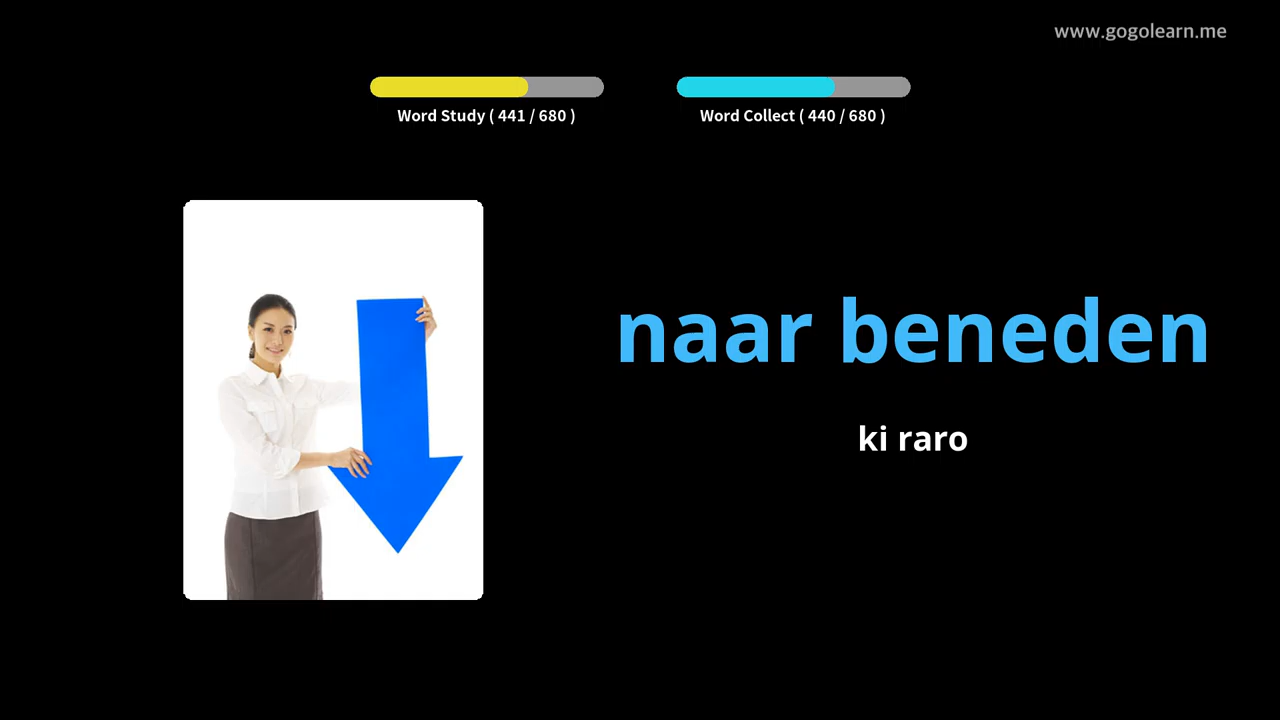 www.gogolearn.me
Word Study ( 441 / 680 )
Word Collect ( 440 / 680 )
naar beneden
ki raro